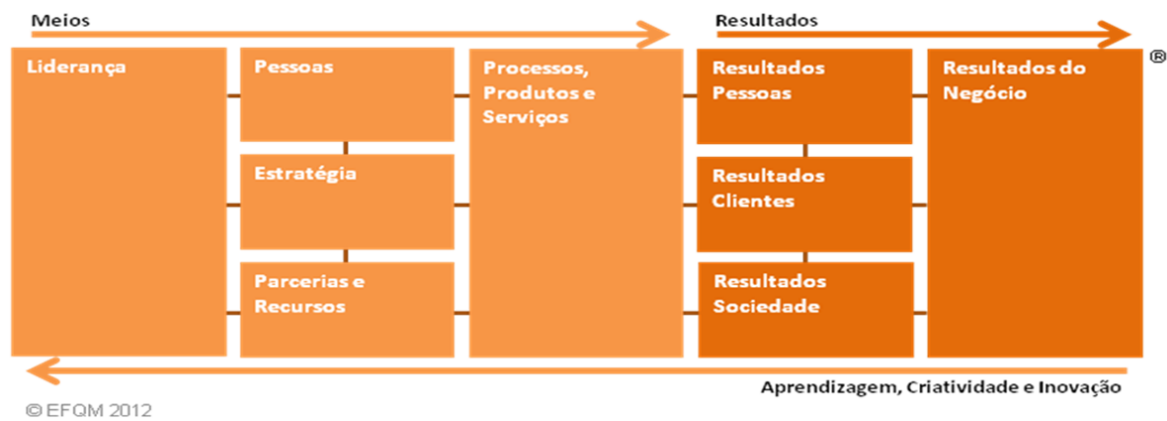 Meios
Resultados
Liderança
Pessoas
Processos,
Produtos e
Serviços
Estratégia
Parcerias e
Recursos
Resultados
Pessoas
Resultados
Clientes
Resultados
Sociedade
Resultados do
Negócio
®
Aprendizagem, Criatividade e Inovação
© EFQM 2012